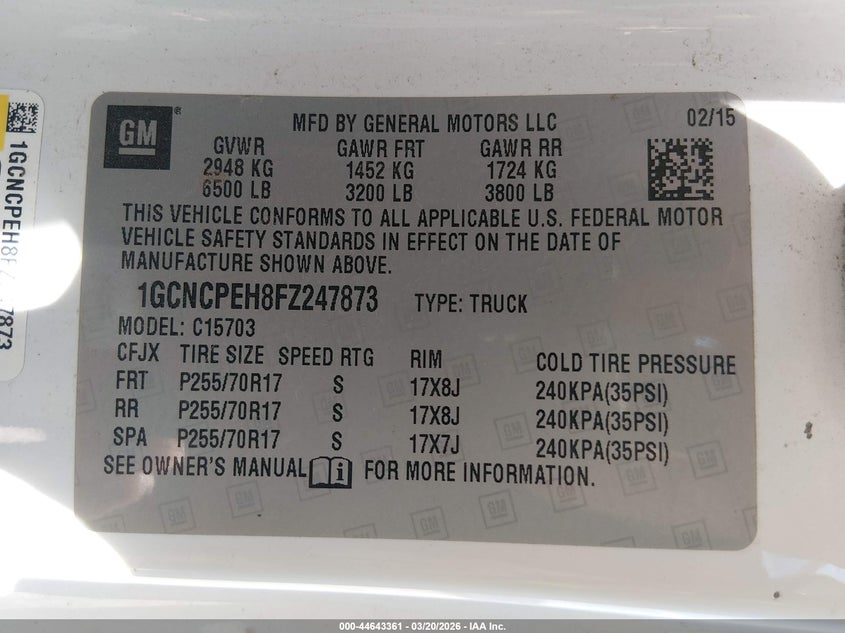 GM ®
MFD BY GENERAL MOTORS LLC 02/15
GVWR GAWR FRT GAWR RR
2948 KG 1452 KG 1724 KG
6500 LB 3200 LB 3800 LB
THIS VEHICLE CONFORMS TO ALL APPLICABLE U.S. FEDERAL MOTOR
VEHICLE SAFETY STANDARDS IN EFFECT ON THE DATE OF
MANUFACTURE SHOWN ABOVE.
1GCNCPEH8FZ247873 TYPE: TRUCK
MODEL: C15703
CFJX TIRE SIZE SPEED RTG RIM COLD TIRE PRESSURE
FRT P255/70R17 S 17X8J 240KPA(35PSI)
RR P255/70R17 S 17X8J 240KPA(35PSI)
SPA P255/70R17 S 17X7J 240KPA(35PSI)
SEE OWNER'S MANUAL i FOR MORE INFORMATION.
1GCNCPEH8FZ247873
000-44643361 - 03/20/2026 - IAA Inc.